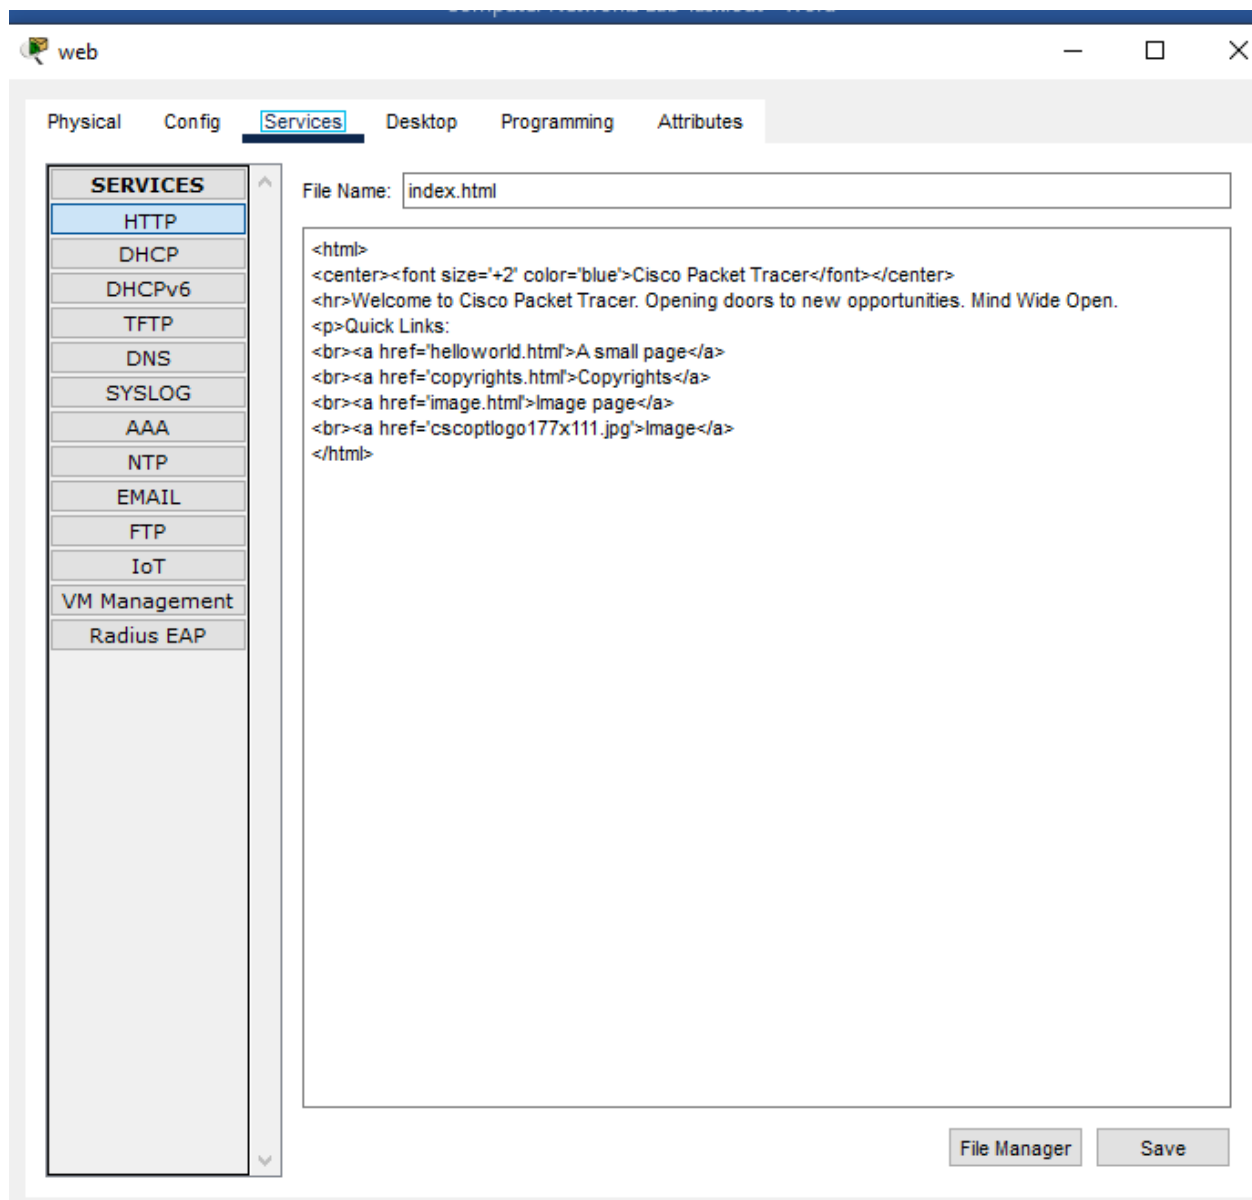 web
Physical Config Services Desktop Programming Attributes
SERVICES
HTTP
DHCP
DHCPv6
TFTP
DNS
SYSLOG
AAA
NTP
EMAIL
FTP
IoT
VM Management
Radius EAP
File Name: index.html
<html>
<center><font size='+2' color='blue'>Cisco Packet Tracer</font></center>
<hr>Welcome to Cisco Packet Tracer. Opening doors to new opportunities. Mind Wide Open.
<p>Quick Links:
<br><a href='helloworld.html'>A small page</a>
<br><a href='copyrights.html'>Copyrights</a>
<br><a href='image.html'>Image page</a>
<br><a href='cscoptlogo177x111.jpg'>Image</a>
</html>
File Manager Save